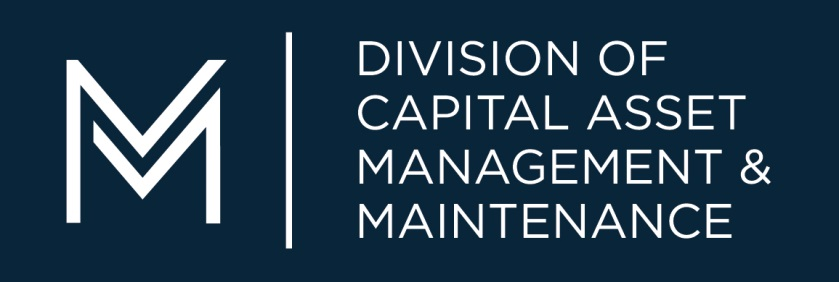 DIVISION OF
CAPITAL ASSET
MANAGEMENT &
MAINTENANCE